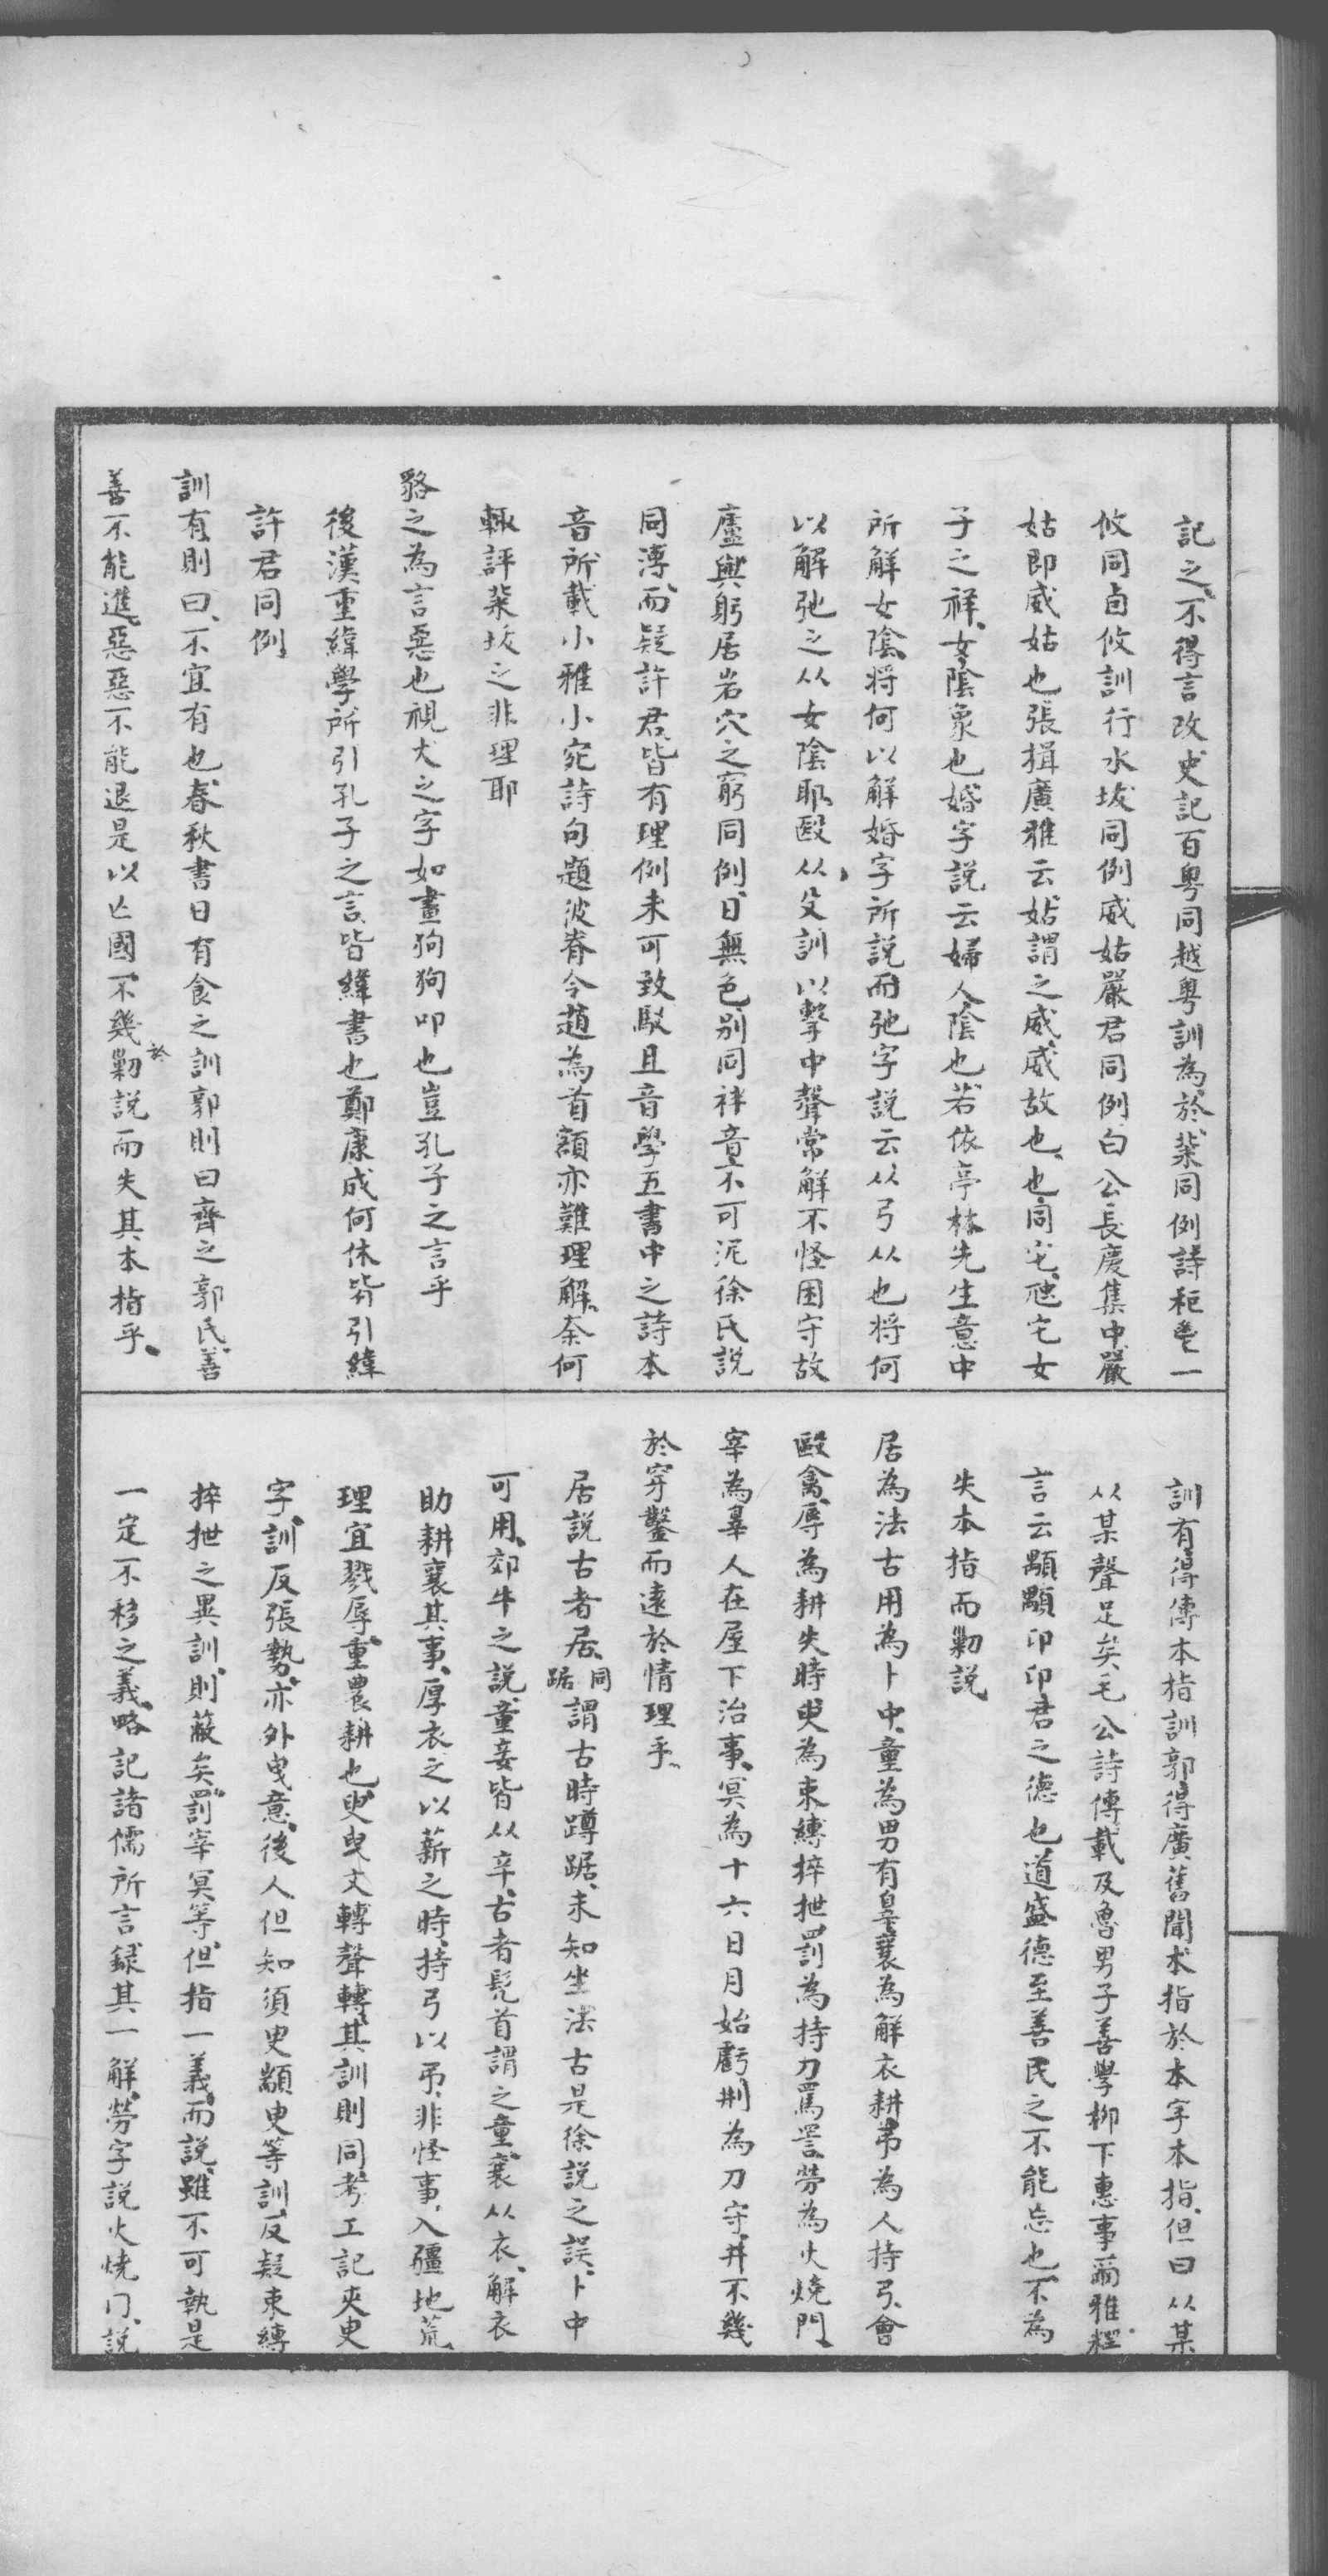 記之不得言改史記百粵同越粵訓為於䊝同例詩秬卷一
攸同卣攸訓行水㘩同例威姑嚴君同例白公長慶集中嚴
姑即威姑也張揖廣雅云姑謂之威威故也也同宅虺宅女
子之祥女陰象也婚字說云婦人陰也若依亭林先生意中
所解女陰將何以解婚字所說而弛字說云从弓从也將何
以解弛之从女陰耶毆从殳訓以擊中聲常解不怪困守故
廬與躬居岩穴之窮同例日無色別同祥音不可泥徐氏說
同溥而疑許君皆有理例未可致駁且音學五書中之詩本
音所載小雅小宛詩句題波脊今趙為首額亦難理解奈何
輒評䊝㘩之非理耶
貉之為言惡也視犬之字如畫狗狗叩也豈孔子之言乎
後漢重緯學所引孔子之言皆緯書也鄭康成何休皆引緯
許君同例
訓有則曰不宜有也春秋書日有食之訓郭則曰齊之郭氏善
善不能進惡惡不能退是以亡國不幾於勦說而失其本指乎
訓有得傳本指訓郭得廣舊聞本指於本字本指但曰从某
从某聲足矣毛公詩傳載及魯男子善學柳下惠事爾雅釋
言云顒顒卬卬君之德也道盛德至善民之不能忘也不為
失本指而勦說
居為法古用為卜中童為男有辠襄為解衣耕弔為人持弓會
毆禽辱為耕失時臾為束縛捽抴罰為持刀罵詈勞為火燒門
宰為辠人在屋下治事冥為十六日月始虧刑為刀守井不幾
於穿鑿而遠於情理乎
居說古者居同踞謂古時蹲踞未知坐法古是徐說之誤卜中
可用郊牛之說童妾皆从辛古者髡首謂之童襄从衣解衣
助耕襄其事厚衣之以薪之時持弓以弔非怪事入疆地荒
理宜戮辱重農耕也臾曳文轉聲轉其訓則同考工記夾臾
字訓反張勢亦外曳意後人但知須臾顓臾等訓反疑束縛
捽抴之異訓則蔽矣罰宰冥等但指一義而說雖不可執是
一定不移之義略記諸儒所言錄其一解勞字說火燒冂說